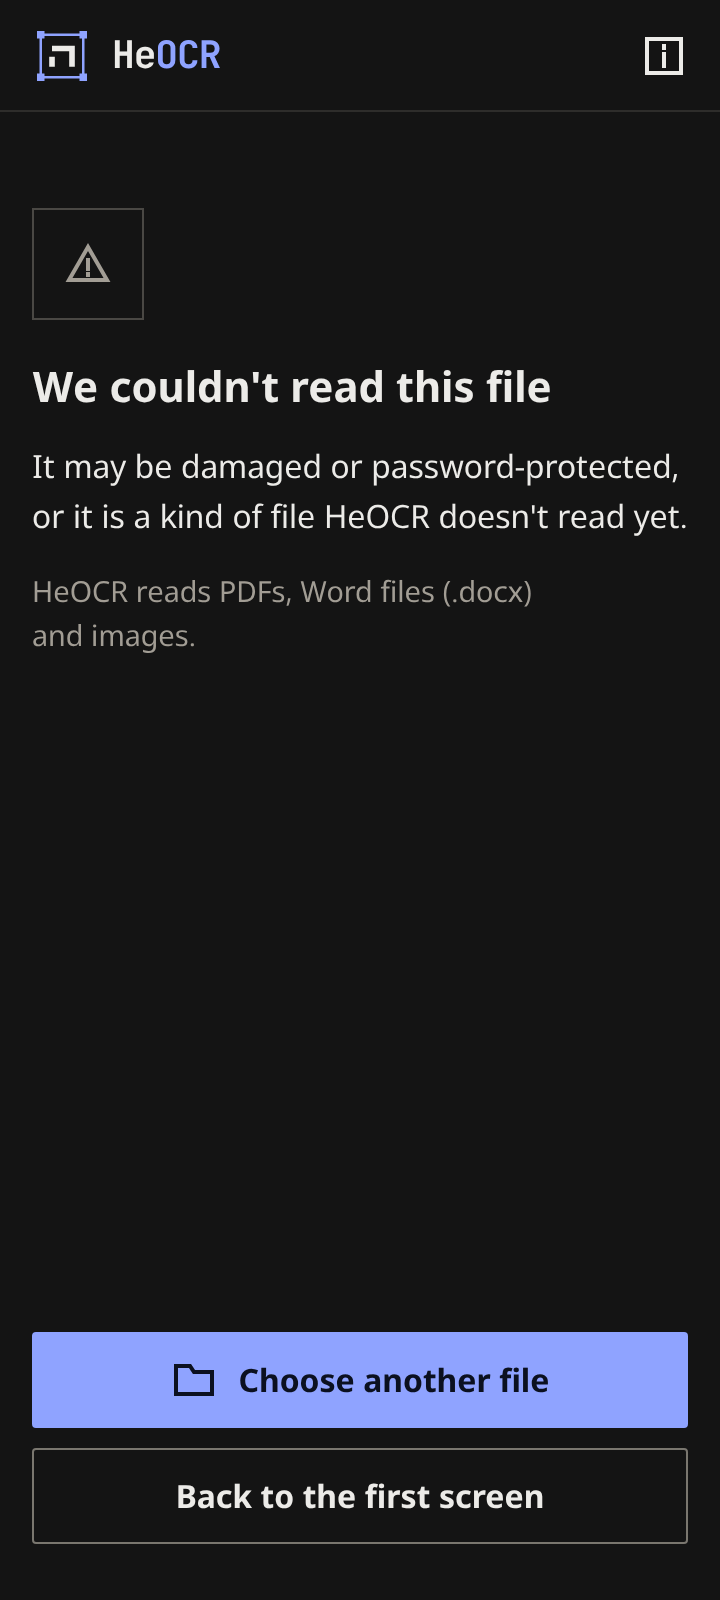 HeOCR
We couldn't read this file
It may be damaged or password-protected,
or it is a kind of file HeOCR doesn't read yet.
HeOCR reads PDFs, Word files (.docx)
and images.
Choose another file
Back to the first screen